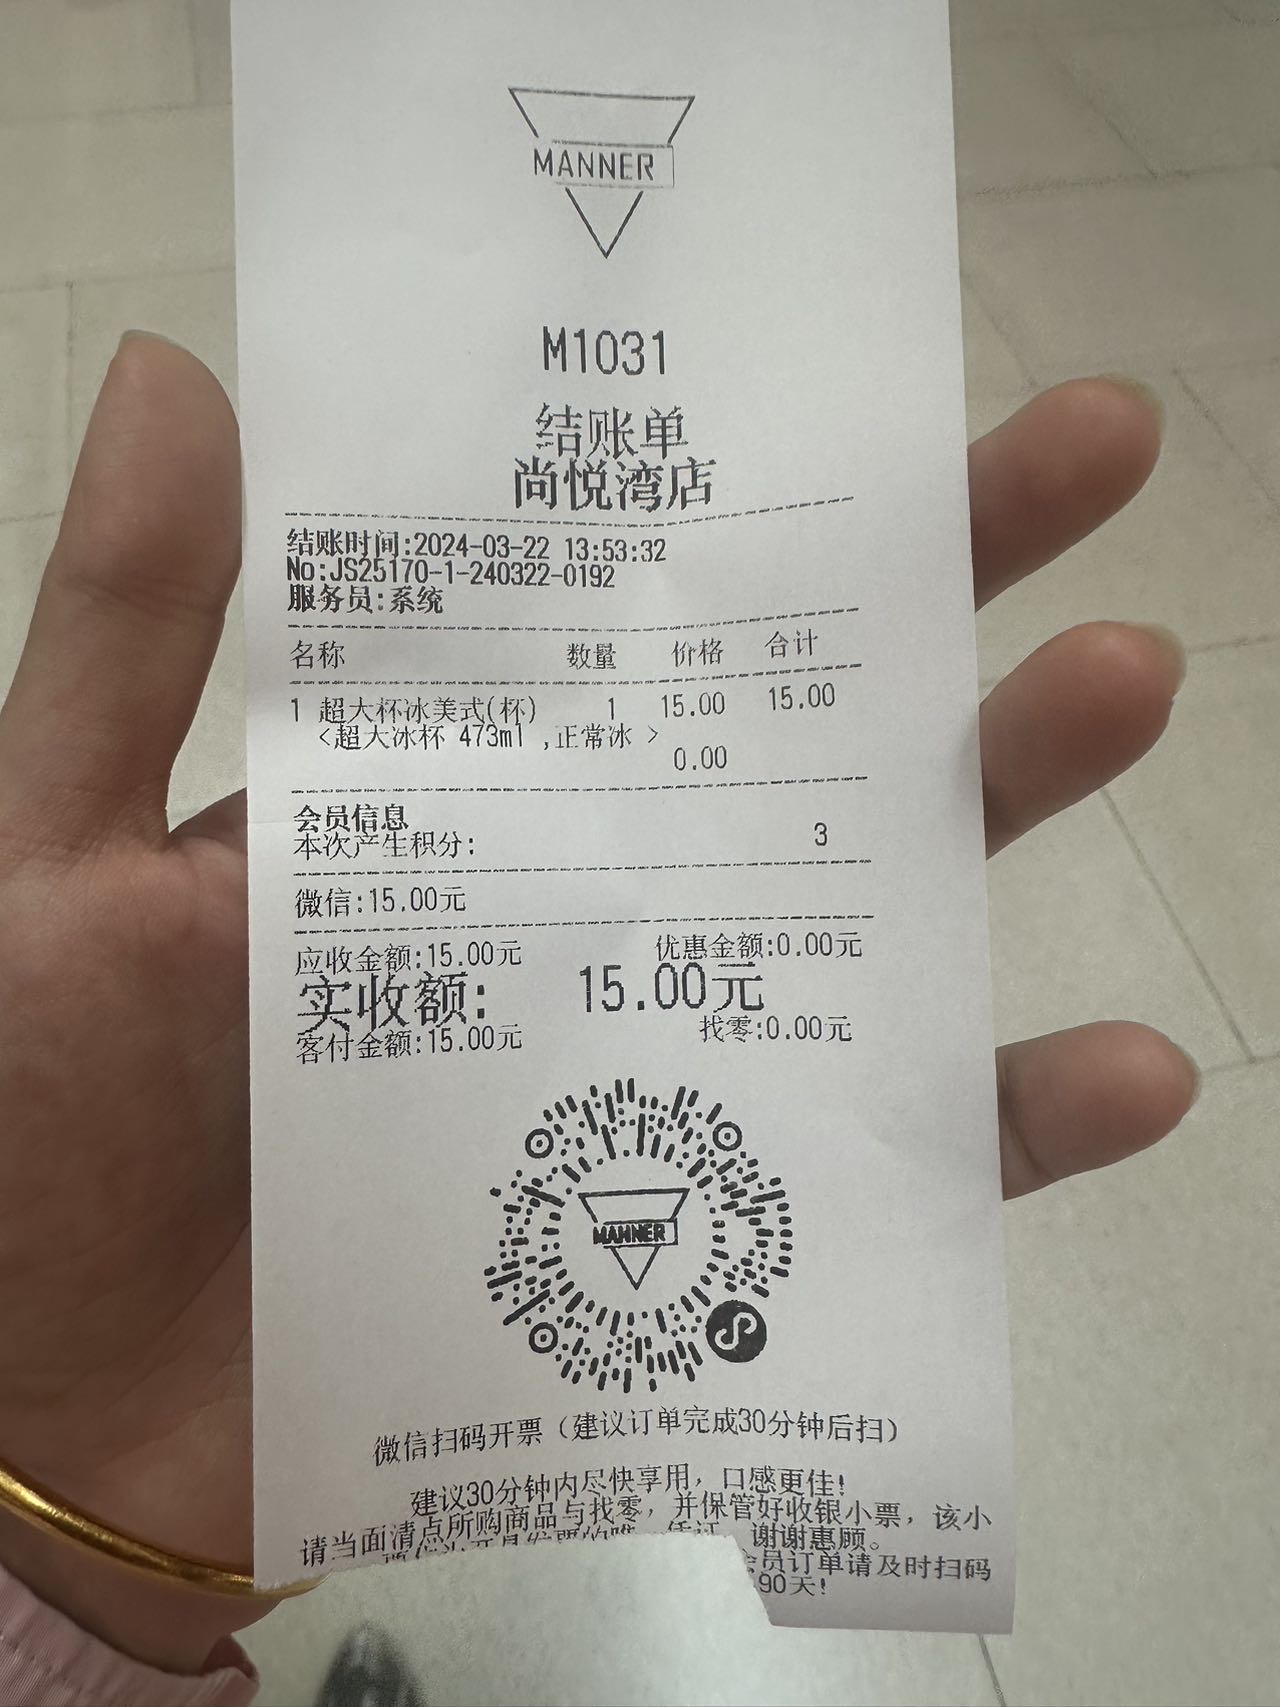 MANNER
M1031
结账单
尚悦湾店
结账时间:2024-03-22 13:53:32
No:JS25170-1-240322-0192
服务员:系统
名称 数量 价格 合计
1 超大杯冰美式(杯) 1 15.00 15.00
<超大冰杯 473ml ,正常冰 >
0.00
会员信息
本次产生积分: 3
微信:15.00元
应收金额:15.00元 优惠金额:0.00元
实收额: 15.00元
客付金额:15.00元 找零:0.00元
MANNER
微信扫码开票（建议订单完成30分钟后扫）
建议30分钟内尽快享用，口感更佳!
请当面清点所购商品与找零，并保管好收银小票，该小
凭证 谢谢惠顾。
会员订单请及时扫码
90天!